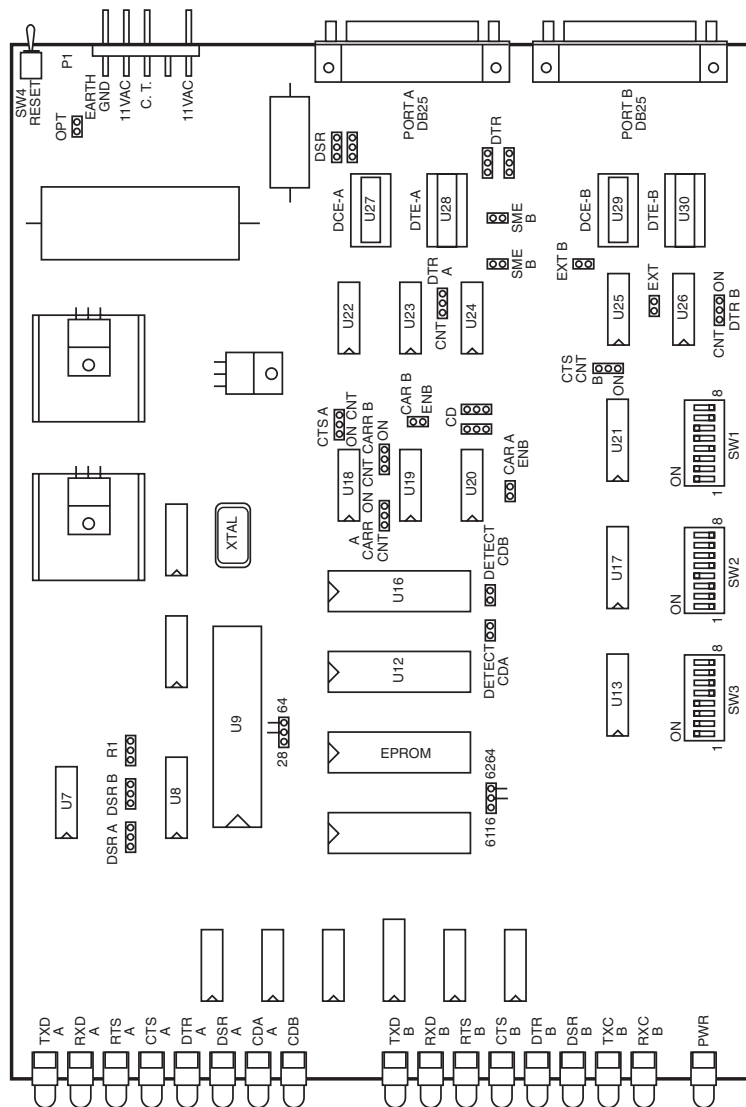 SW4
RESET
P1
OPT
EARTH
GND
11VAC
C. T.
11VAC
PORT A
DB25
PORT B
DB25
DSR
DTR
DCE-A
U27
DTE-A
U28
SME
B
DCE-B
U29
DTE-B
U30
SME
B
EXT B
EXT
U22
U23
DTR
A
CNT
U24
U25
U26
ON
CNT
DTR B
CTS
CNT
B
ON
CTS A
ON CNT
CARR B
ON
CNT
CAR B
ENB
CD
CAR A
ENB
U18
U19
U20
U21
ON
1
8
SW1
A
CARR
CNT
ON
XTAL
U16
DETECT
CDB
U17
ON
1
8
SW2
U12
DETECT
CDA
U13
ON
1
8
SW3
U9
28
64
EPROM
6116
6264
U7
R1
DSR B
DSR A
U8
TXD
A
RXD
A
RTS
A
CTS
A
DTR
A
DSR
A
CDA
A
CDB
TXD
B
RXD
B
RTS
B
CTS
B
DTR
B
DSR
B
TXC
B
RXC
B
PWR